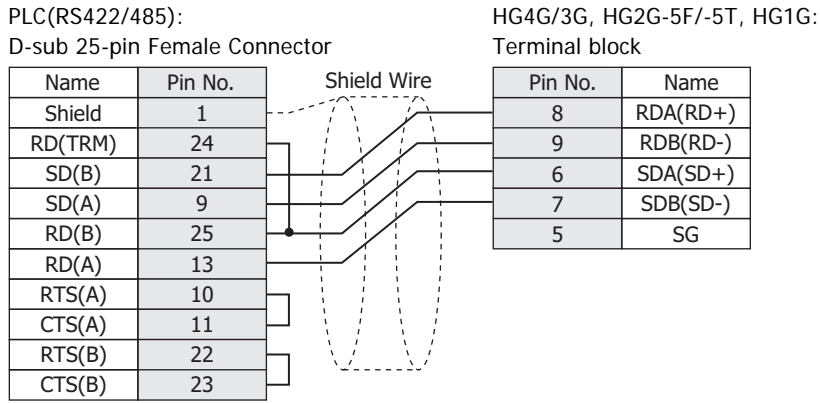 PLC(RS422/485):
D-sub 25-pin Female Connector
Name Pin No.
Shield 1
RD(TRM) 24
SD(B) 21
SD(A) 9
RD(B) 25
RD(A) 13
RTS(A) 10
CTS(A) 11
RTS(B) 22
CTS(B) 23
Shield Wire
HG4G/3G, HG2G-5F/-5T, HG1G:
Terminal block
Pin No. Name
8 RDA(RD+)
9 RDB(RD-)
6 SDA(SD+)
7 SDB(SD-)
5 SG